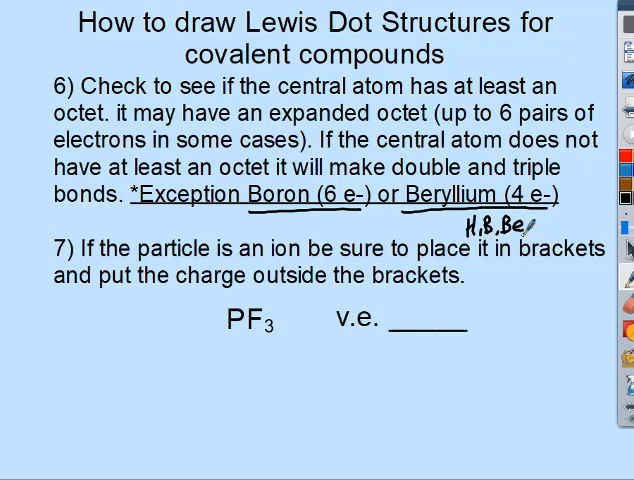 How to draw Lewis Dot Structures for
covalent compounds
6) Check to see if the central atom has at least an
octet. it may have an expanded octet (up to 6 pairs of
electrons in some cases). If the central atom does not
have at least an octet it will make double and triple
bonds. *Exception Boron (6 e-) or Beryllium (4 e-)
H, B, Be,
7) If the particle is an ion be sure to place it in brackets
and put the charge outside the brackets.
PF₃ v.e. _____